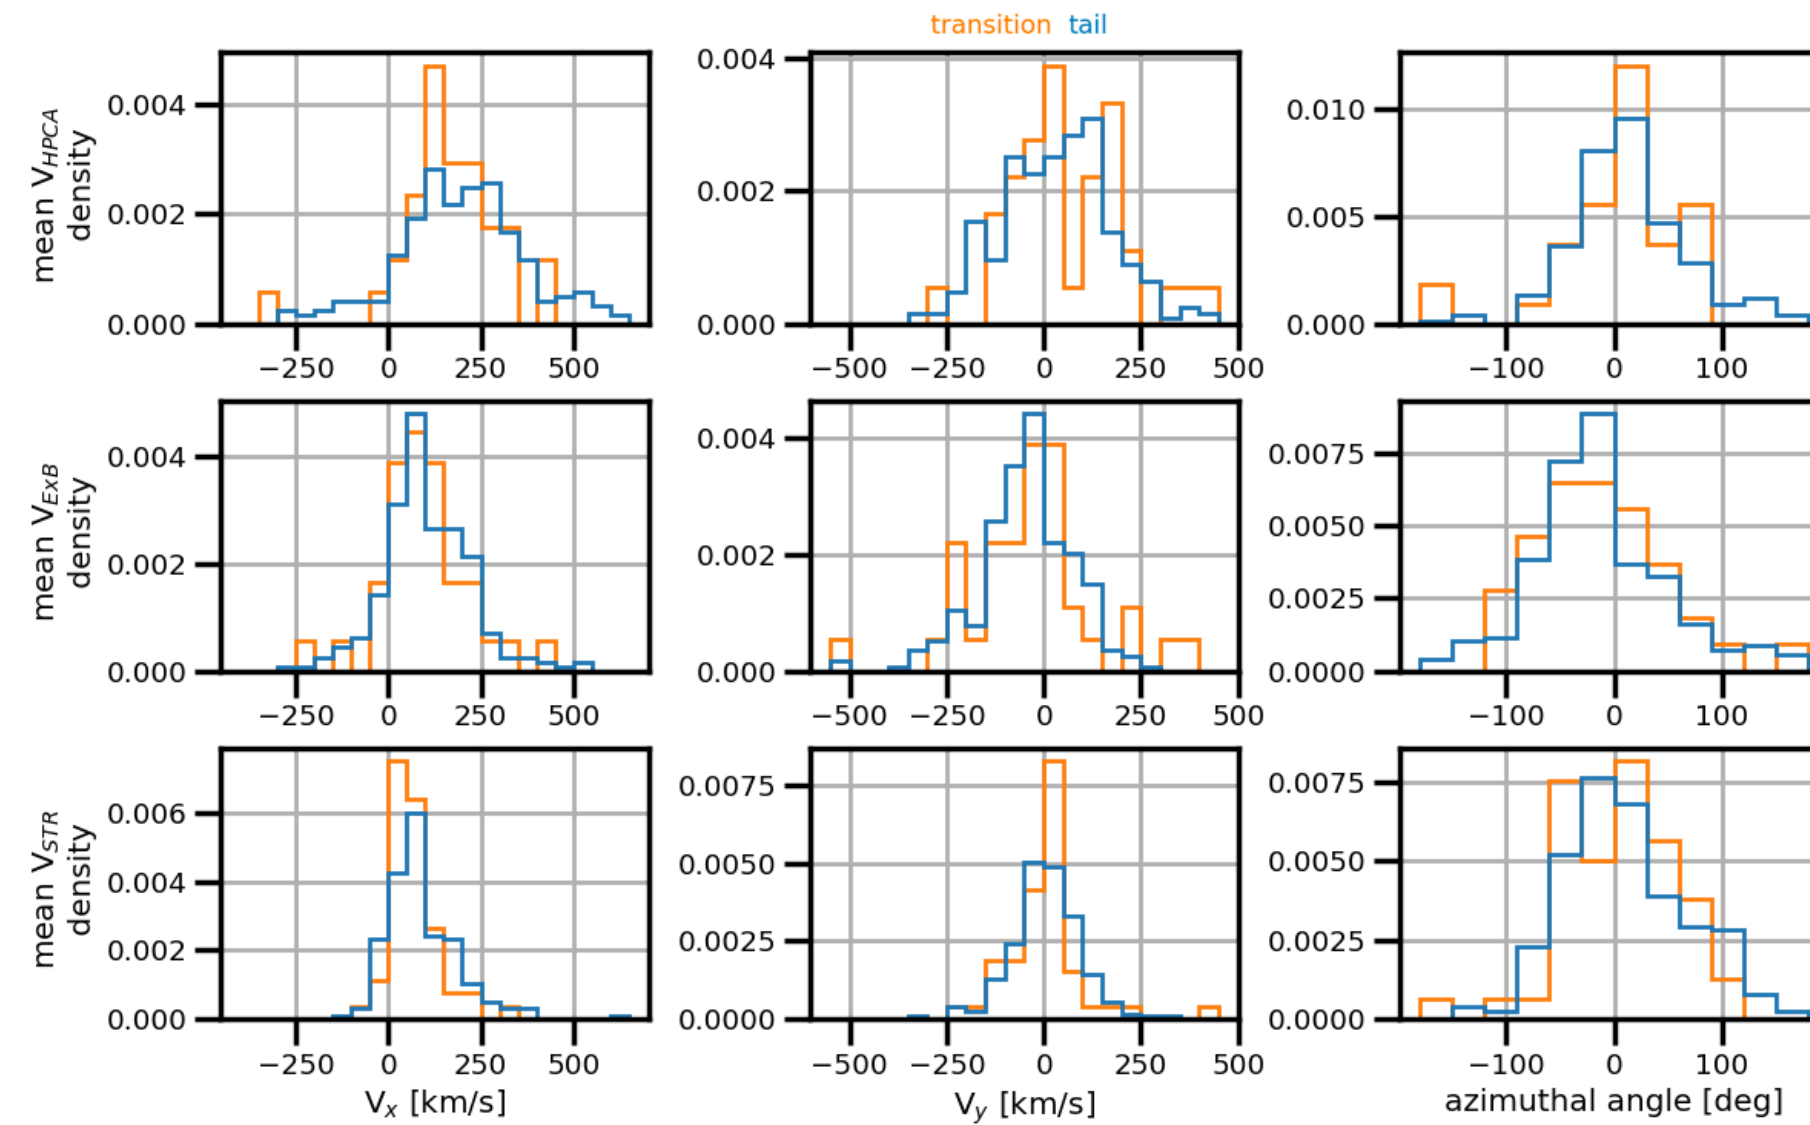 transition tail
mean V_HPCA
density
0.004
0.002
0.000
−250 0 250 500
0.004
0.002
0.000
−500 −250 0 250 500
0.010
0.005
0.000
−100 0 100
mean V_ExB
density
0.004
0.002
0.000
−250 0 250 500
0.004
0.002
0.000
−500 −250 0 250 500
0.0075
0.0050
0.0025
0.0000
−100 0 100
mean V_STR
density
0.006
0.004
0.002
0.000
−250 0 250 500
V_x [km/s]
0.0075
0.0050
0.0025
0.0000
−500 −250 0 250 500
V_y [km/s]
0.0075
0.0050
0.0025
0.0000
−100 0 100
azimuthal angle [deg]